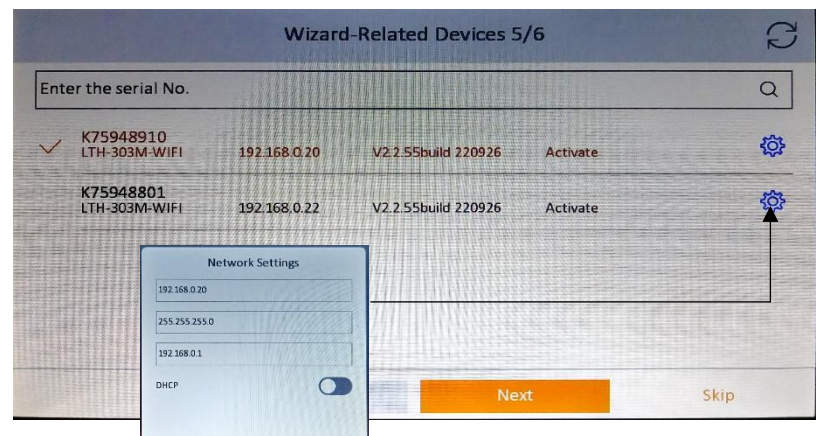 Wizard-Related Devices 5/6
Enter the serial No.
K75948910
LTH-303M-WIFI 192.168.0.20 V2.2.55build 220926 Activate
K75948801
LTH-303M-WIFI 192.168.0.22 V2.2.55build 220926 Activate
Network Settings
192.168.0.20
255.255.255.0
192.168.0.1
DHCP
Next Skip